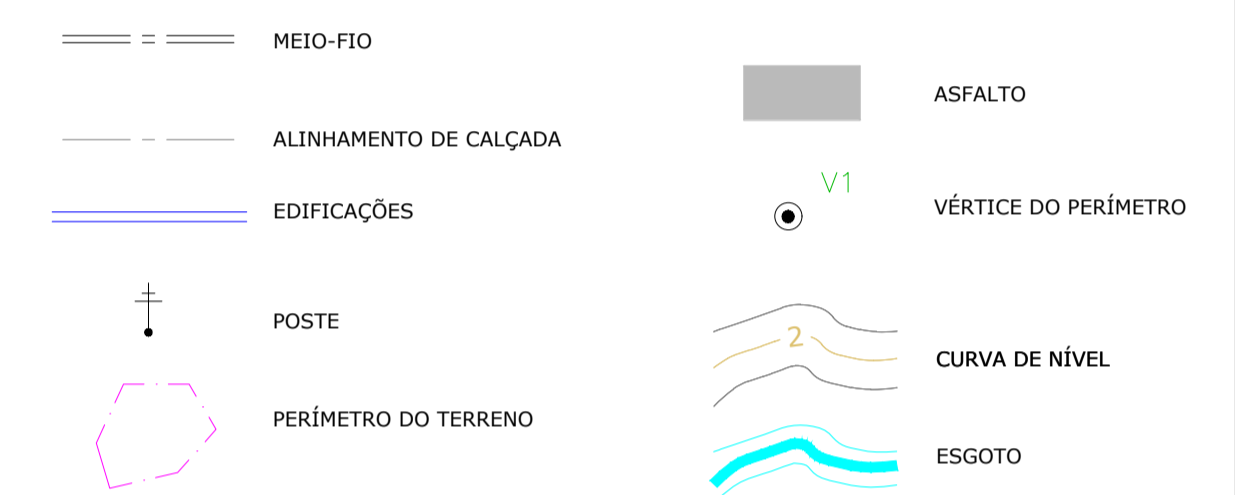 MEIO-FIO
ALINHAMENTO DE CALÇADA
EDIFICAÇÕES
POSTE
PERÍMETRO DO TERRENO
ASFALTO
V1
VÉRTICE DO PERÍMETRO
2
CURVA DE NÍVEL
ESGOTO